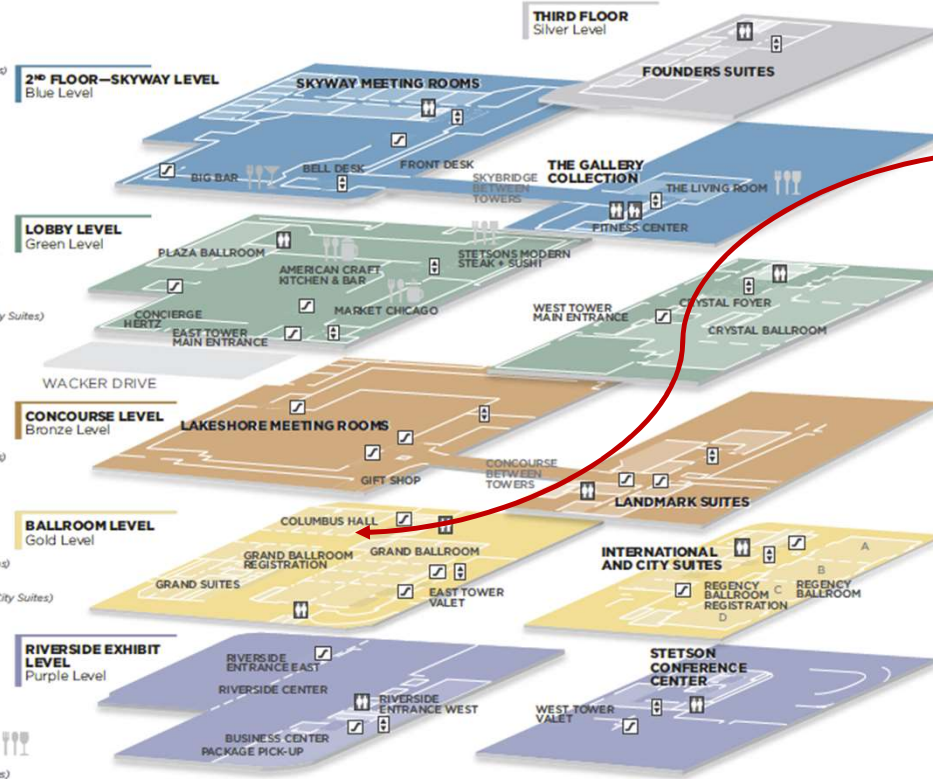 THIRD FLOOR
Silver Level
FOUNDERS SUITES
2ND FLOOR—SKYWAY LEVEL
Blue Level
SKYWAY MEETING ROOMS
BIG BAR
BELL DESK
FRONT DESK
SKYBRIDGE
BETWEEN
TOWERS
THE GALLERY
COLLECTION
THE LIVING ROOM
FITNESS CENTER
LOBBY LEVEL
Green Level
PLAZA BALLROOM
AMERICAN CRAFT
KITCHEN & BAR
STETSONS MODERN
STEAK + SUSHI
MARKET CHICAGO
CONCIERGE
HERTZ
EAST TOWER
MAIN ENTRANCE
WEST TOWER
MAIN ENTRANCE
CRYSTAL FOYER
CRYSTAL BALLROOM
y Suites)
WACKER DRIVE
CONCOURSE LEVEL
Bronze Level
LAKESHORE MEETING ROOMS
GIFT SHOP
CONCOURSE
BETWEEN
TOWERS
LANDMARK SUITES
BALLROOM LEVEL
Gold Level
COLUMBUS HALL
GRAND BALLROOM
REGISTRATION
GRAND BALLROOM
GRAND SUITES
EAST TOWER
VALET
INTERNATIONAL
AND CITY SUITES
A
B
C
D
REGENCY
BALLROOM
REGISTRATION
REGENCY
BALLROOM
s)
City Suites)
RIVERSIDE EXHIBIT
LEVEL
Purple Level
RIVERSIDE
ENTRANCE EAST
RIVERSIDE CENTER
RIVERSIDE
ENTRANCE WEST
BUSINESS CENTER
PACKAGE PICK-UP
STETSON
CONFERENCE
CENTER
WEST TOWER
VALET
s)